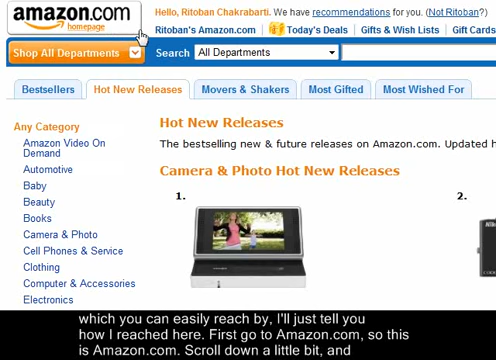 amazon.com
homepage
Hello, Ritoban Chakrabarti. We have recommendations for you. (Not Ritoban?)
Ritoban's Amazon.com Today's Deals Gifts & Wish Lists Gift Cards
Shop All Departments Search All Departments
Bestsellers Hot New Releases Movers & Shakers Most Gifted Most Wished For
Any Category
Amazon Video On
Demand
Automotive
Baby
Beauty
Books
Camera & Photo
Cell Phones & Service
Clothing
Computer & Accessories
Electronics
Hot New Releases
The bestselling new & future releases on Amazon.com. Updated h
Camera & Photo Hot New Releases
1. 2.
which you can easily reach by, I'll just tell you
how I reached here. First go to Amazon.com, so this
is Amazon.com. Scroll down a little bit, and